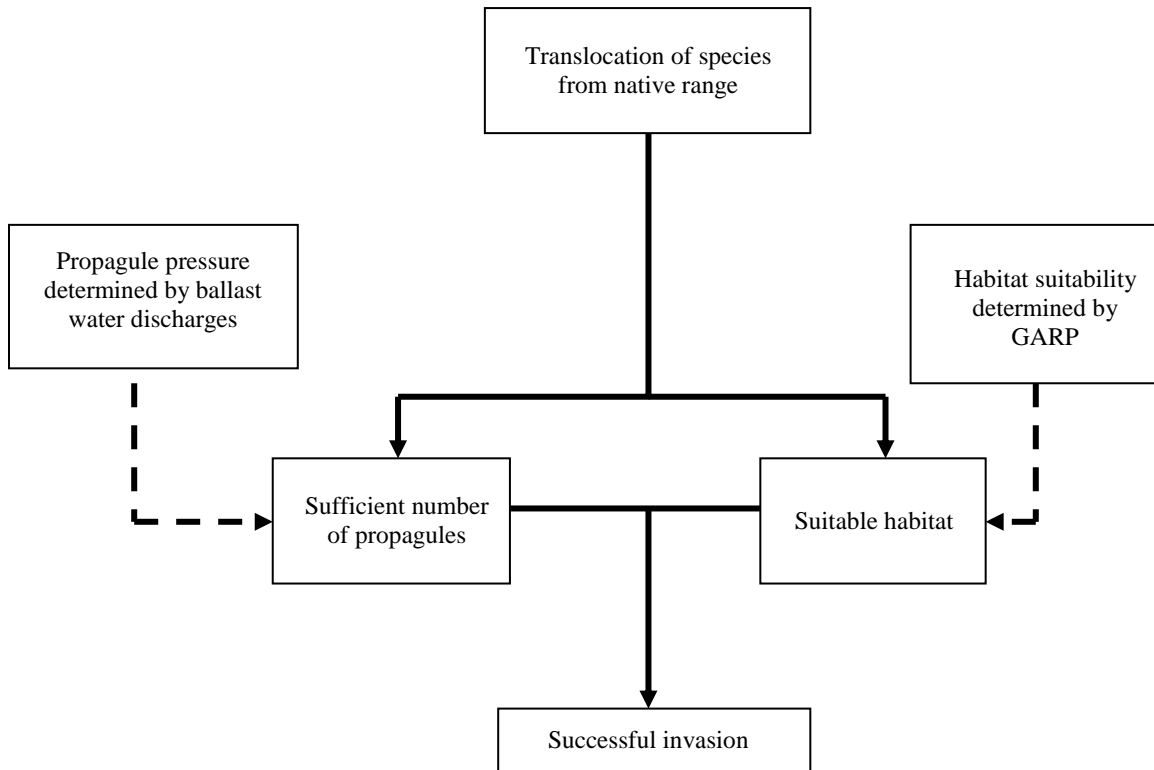 Translocation of species
from native range
Propagule pressure
determined by ballast
water discharges
Habitat suitability
determined by
GARP
Sufficient number
of propagules
Suitable habitat
Successful invasion